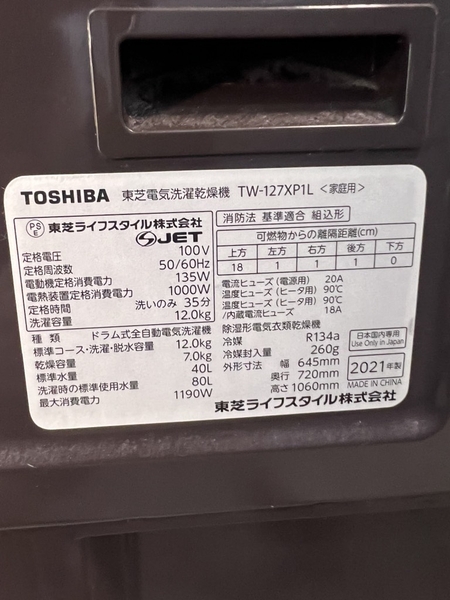 TOSHIBA 東芝電気洗濯乾燥機 TW-127XP1L <家庭用>
PS E 東芝ライフスタイル株式会社
S JET
定格電圧 100V
定格周波数 50/60Hz
電動機定格消費電力 135W
電熱装置定格消費電力 1000W
定格時間 洗いのみ 35分
洗濯容量 12.0kg
種類 ドラム式全自動電気洗濯機
標準コース・洗濯・脱水容量 12.0kg
乾燥容量 7.0kg
標準水量 40L
洗濯時の標準使用水量 80L
最大消費電力 1190W
消防法 基準適合 組込形
可燃物からの離隔距離(cm)
上方 左方 右方 後方 下方
18 1 1 1 0
電流ヒューズ(電源用) 20A
温度ヒューズ(ヒータ用) 90℃
温度ヒューズ(ヒータ用) 90℃
/内蔵電流ヒューズ 18A
除湿形電気衣類乾燥機
冷媒 R134a
冷媒封入量 260g
外形寸法 幅 645mm
奥行 720mm
高さ 1060mm
日本国内専用
Use Only in Japan
2021年製
MADE IN CHINA
東芝ライフスタイル株式会社